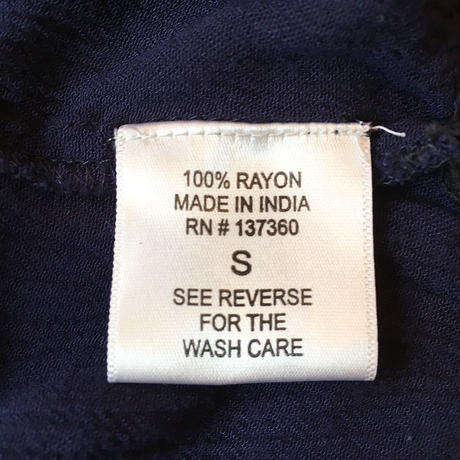 100% RAYON
MADE IN INDIA
RN # 137360
S
SEE REVERSE
FOR THE
WASH CARE